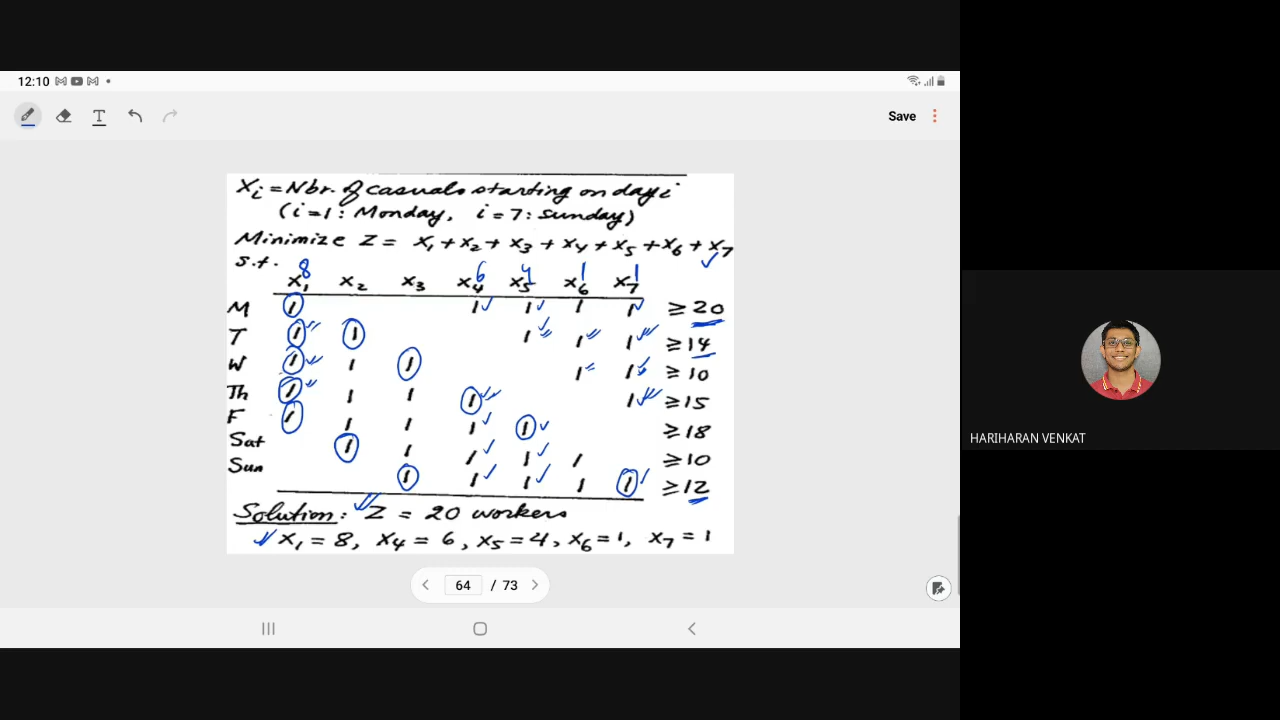 12:10
T Save
Xi = Nbr. of casuals starting on day i
(i=1: Monday, i=7: Sunday)
Minimize Z = x1 + x2 + x3 + x4 + x5 + x6 + x7
s.t. 8 6 4 1 1
x1 x2 x3 x4 x5 x6 x7
M 1 1 1 1 1 ≥ 20
T 1 1 1 1 1 ≥ 14
W 1 1 1 1 1 ≥ 10
Th 1 1 1 1 1 ≥ 15
F 1 1 1 1 1 ≥ 18
Sat 1 1 1 1 1 ≥ 10
Sun 1 1 1 1 1 ≥ 12
Solution: Z = 20 workers
x1 = 8, x4 = 6, x5 = 4, x6 = 1, x7 = 1
64 / 73
HARIHARAN VENKAT